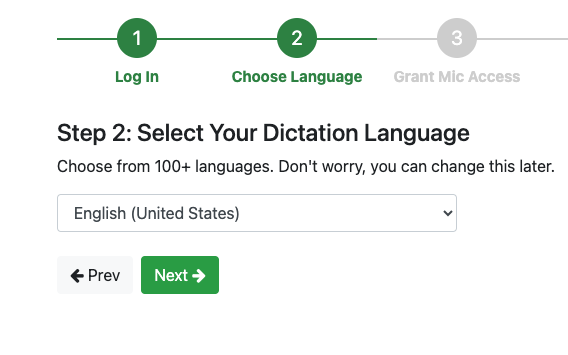 1 2 3
Log In Choose Language Grant Mic Access
Step 2: Select Your Dictation Language
Choose from 100+ languages. Don't worry, you can change this later.
English (United States)
Prev Next